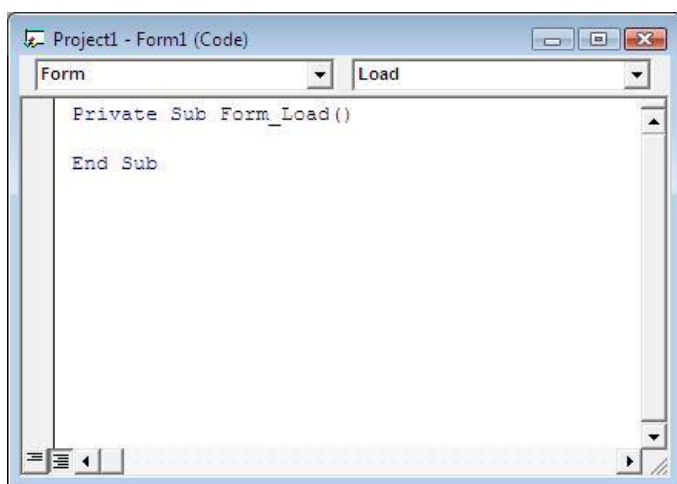 Project1 - Form1 (Code)
Form Load
Private Sub Form_Load()
End Sub